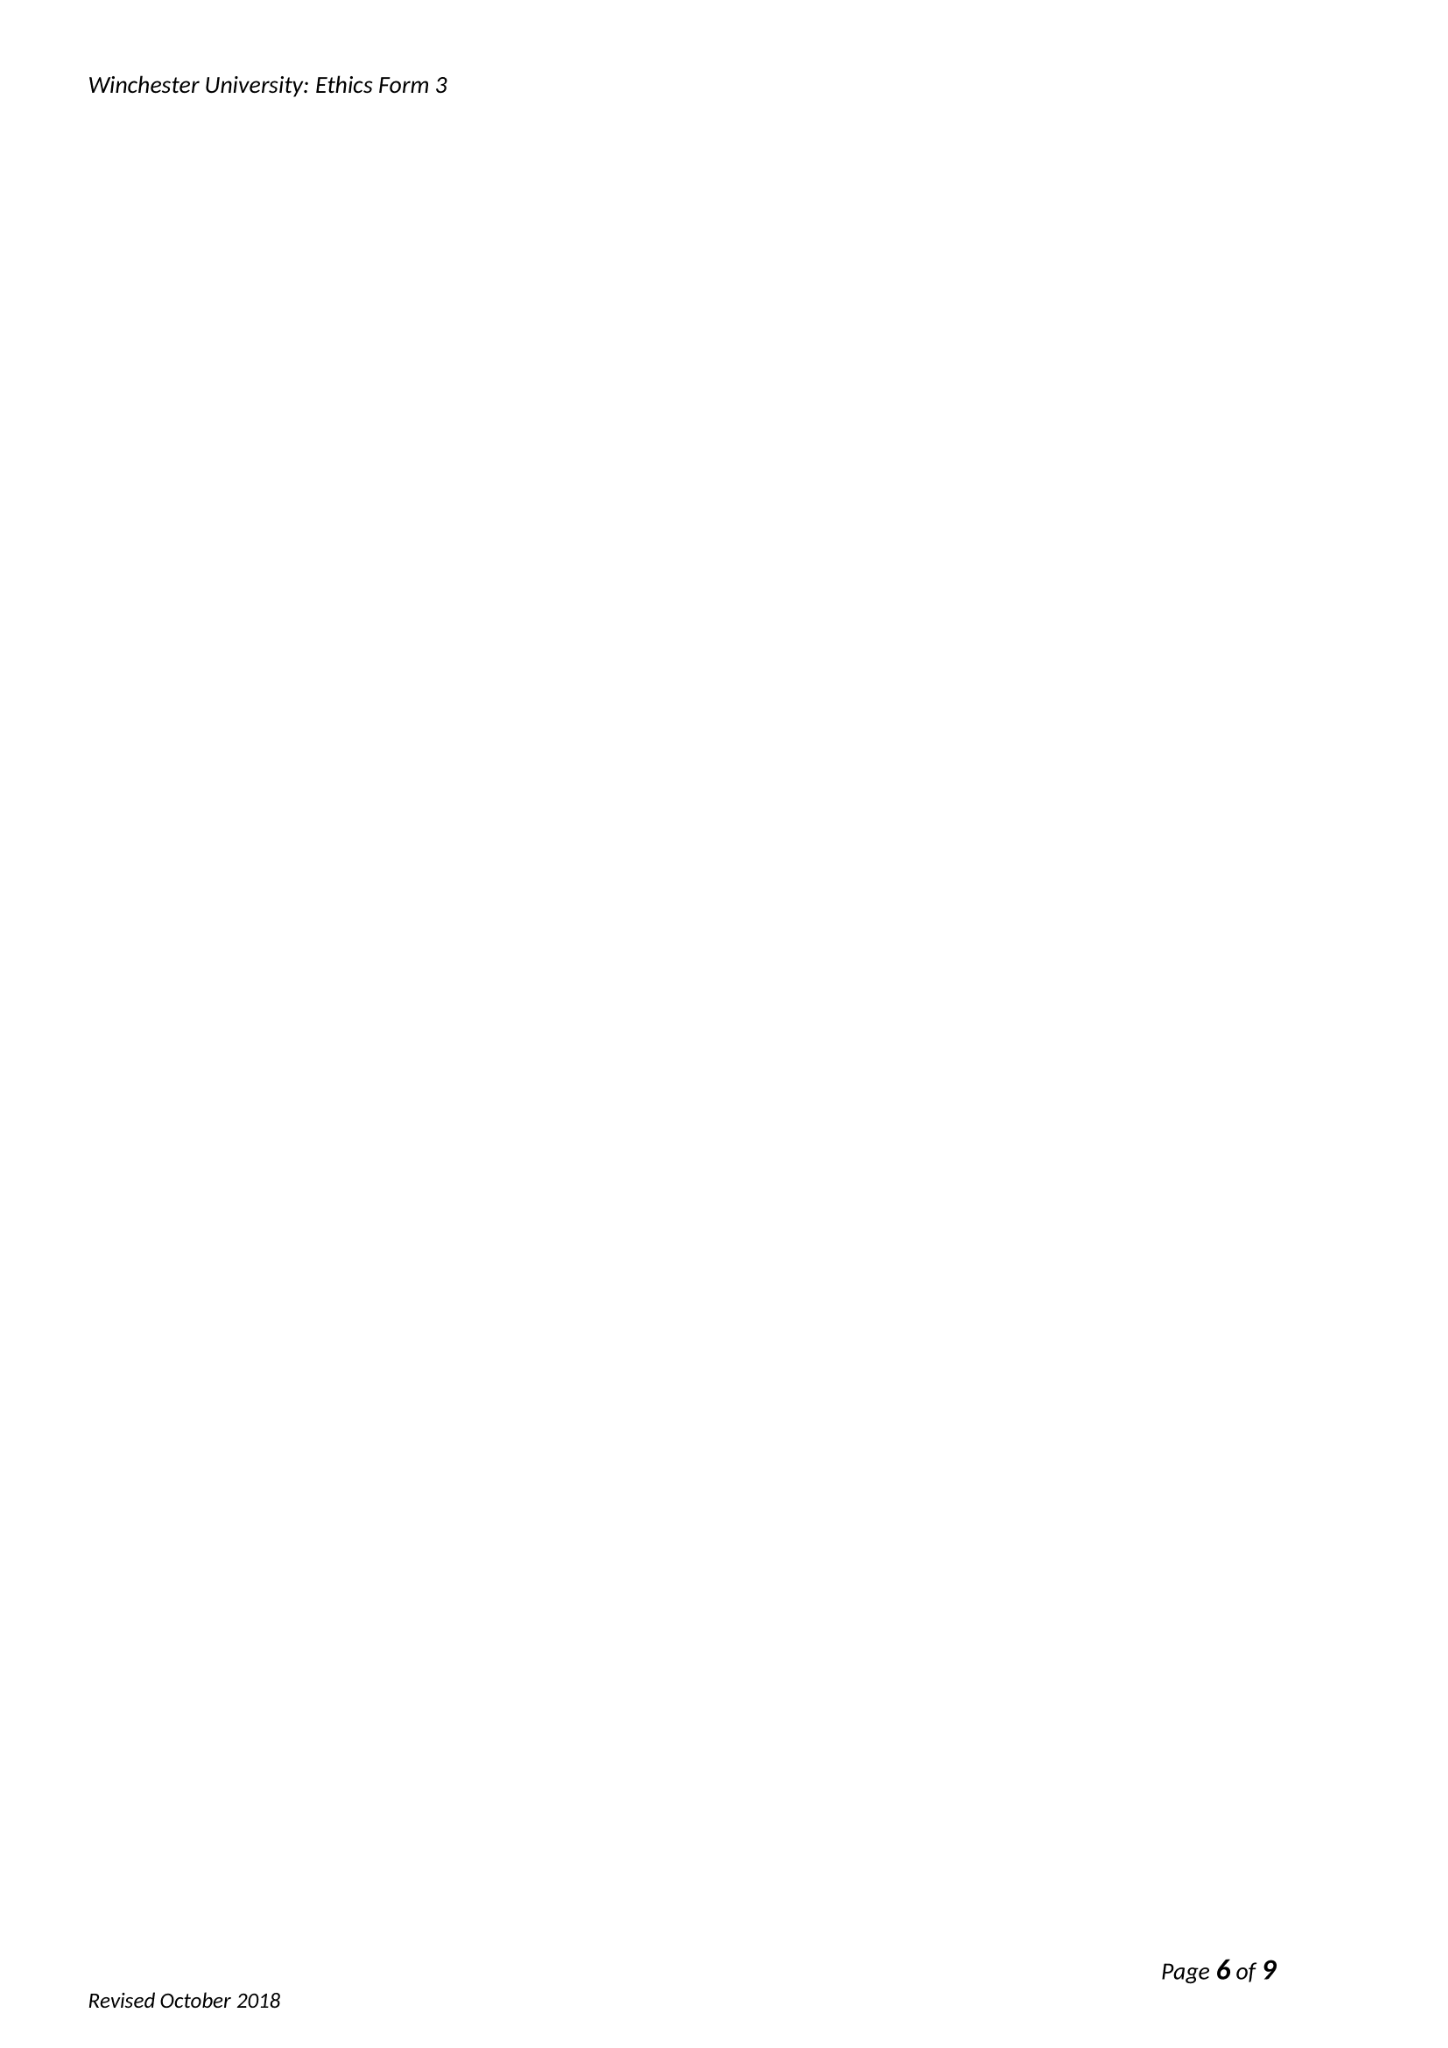 Winchester University: Ethics Form 3
Page 6 of 9
Revised October 2018